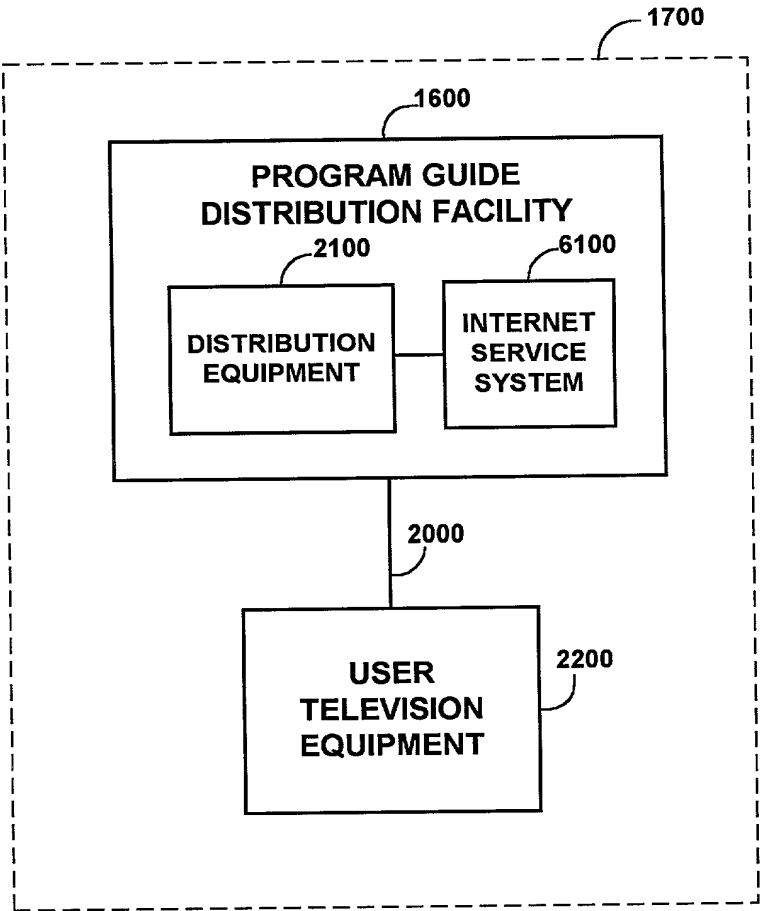 1700
1600
PROGRAM GUIDE
DISTRIBUTION FACILITY
2100
6100
DISTRIBUTION
EQUIPMENT
INTERNET
SERVICE
SYSTEM
2000
USER
TELEVISION
EQUIPMENT
2200